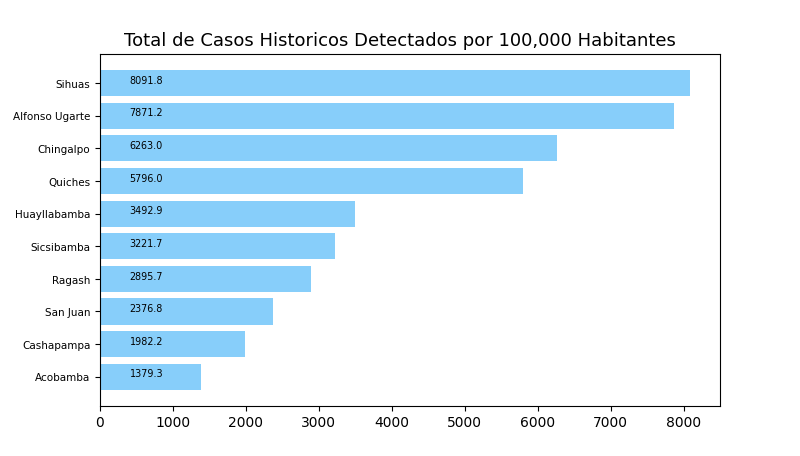 Total de Casos Historicos Detectados por 100,000 Habitantes
Sihuas 8091.8
Alfonso Ugarte 7871.2
Chingalpo 6263.0
Quiches 5796.0
Huayllabamba 3492.9
Sicsibamba 3221.7
Ragash 2895.7
San Juan 2376.8
Cashapampa 1982.2
Acobamba 1379.3
0 1000 2000 3000 4000 5000 6000 7000 8000